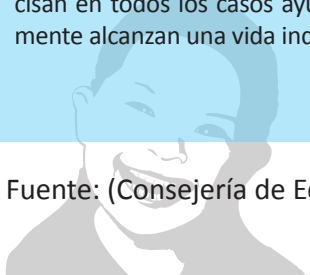 cisan en todos los casos ayu
mente alcanzan una vida ind
Fuente: (Consejería de Ed